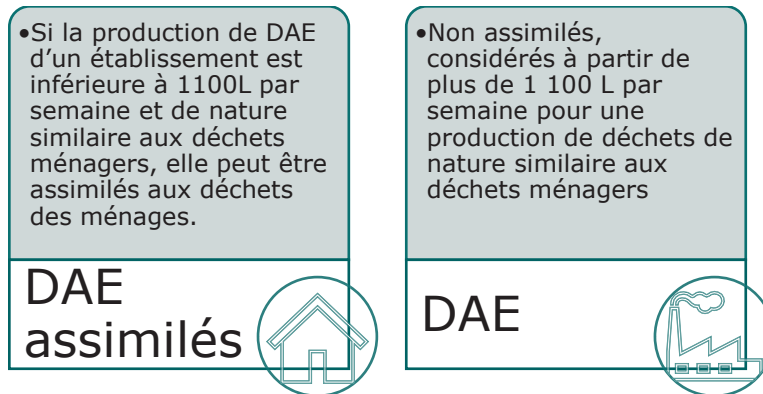 •Si la production de DAE
d’un établissement est
inférieure à 1100L par
semaine et de nature
similaire aux déchets
ménagers, elle peut être
assimilés aux déchets
des ménages.
DAE
assimilés
•Non assimilés,
considérés à partir de
plus de 1 100 L par
semaine pour une
production de déchets de
nature similaire aux
déchets ménagers
DAE